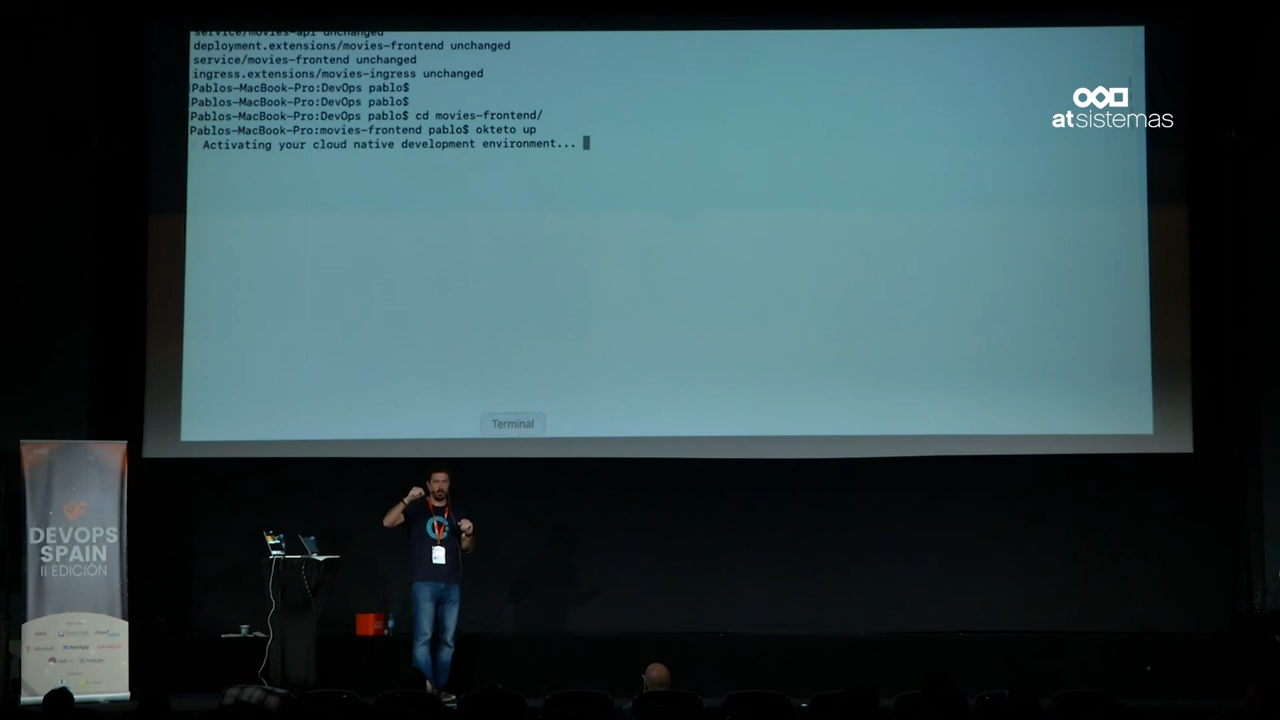 service/movies-api unchanged
deployment.extensions/movies-frontend unchanged
service/movies-frontend unchanged
ingress.extensions/movies-ingress unchanged
Pablos-MacBook-Pro:DevOps pablo$
Pablos-MacBook-Pro:DevOps pablo$
Pablos-MacBook-Pro:DevOps pablo$ cd movies-frontend/
Pablos-MacBook-Pro:movies-frontend pablo$ okteto up
Activating your cloud native development environment...
Terminal
atsistemas
DEVOPS
SPAIN
II EDICIÓN